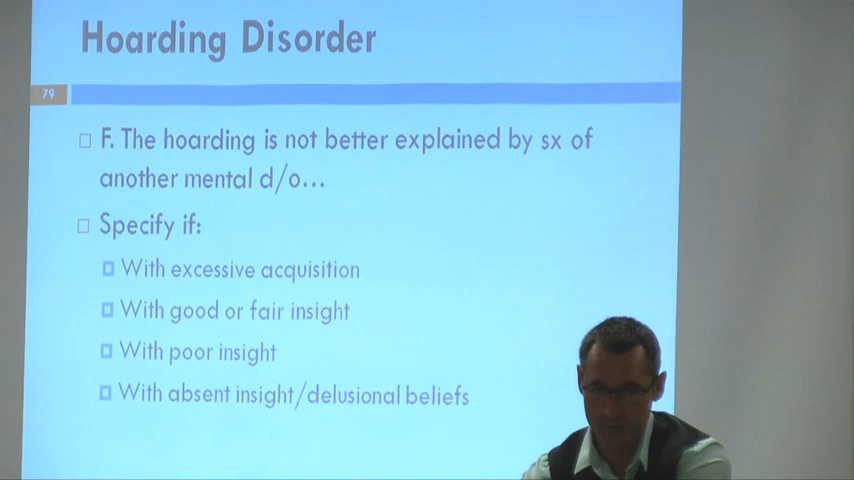 Hoarding Disorder
79
F. The hoarding is not better explained by sx of
another mental d/o...
Specify if:
With excessive acquisition
With good or fair insight
With poor insight
With absent insight/delusional beliefs